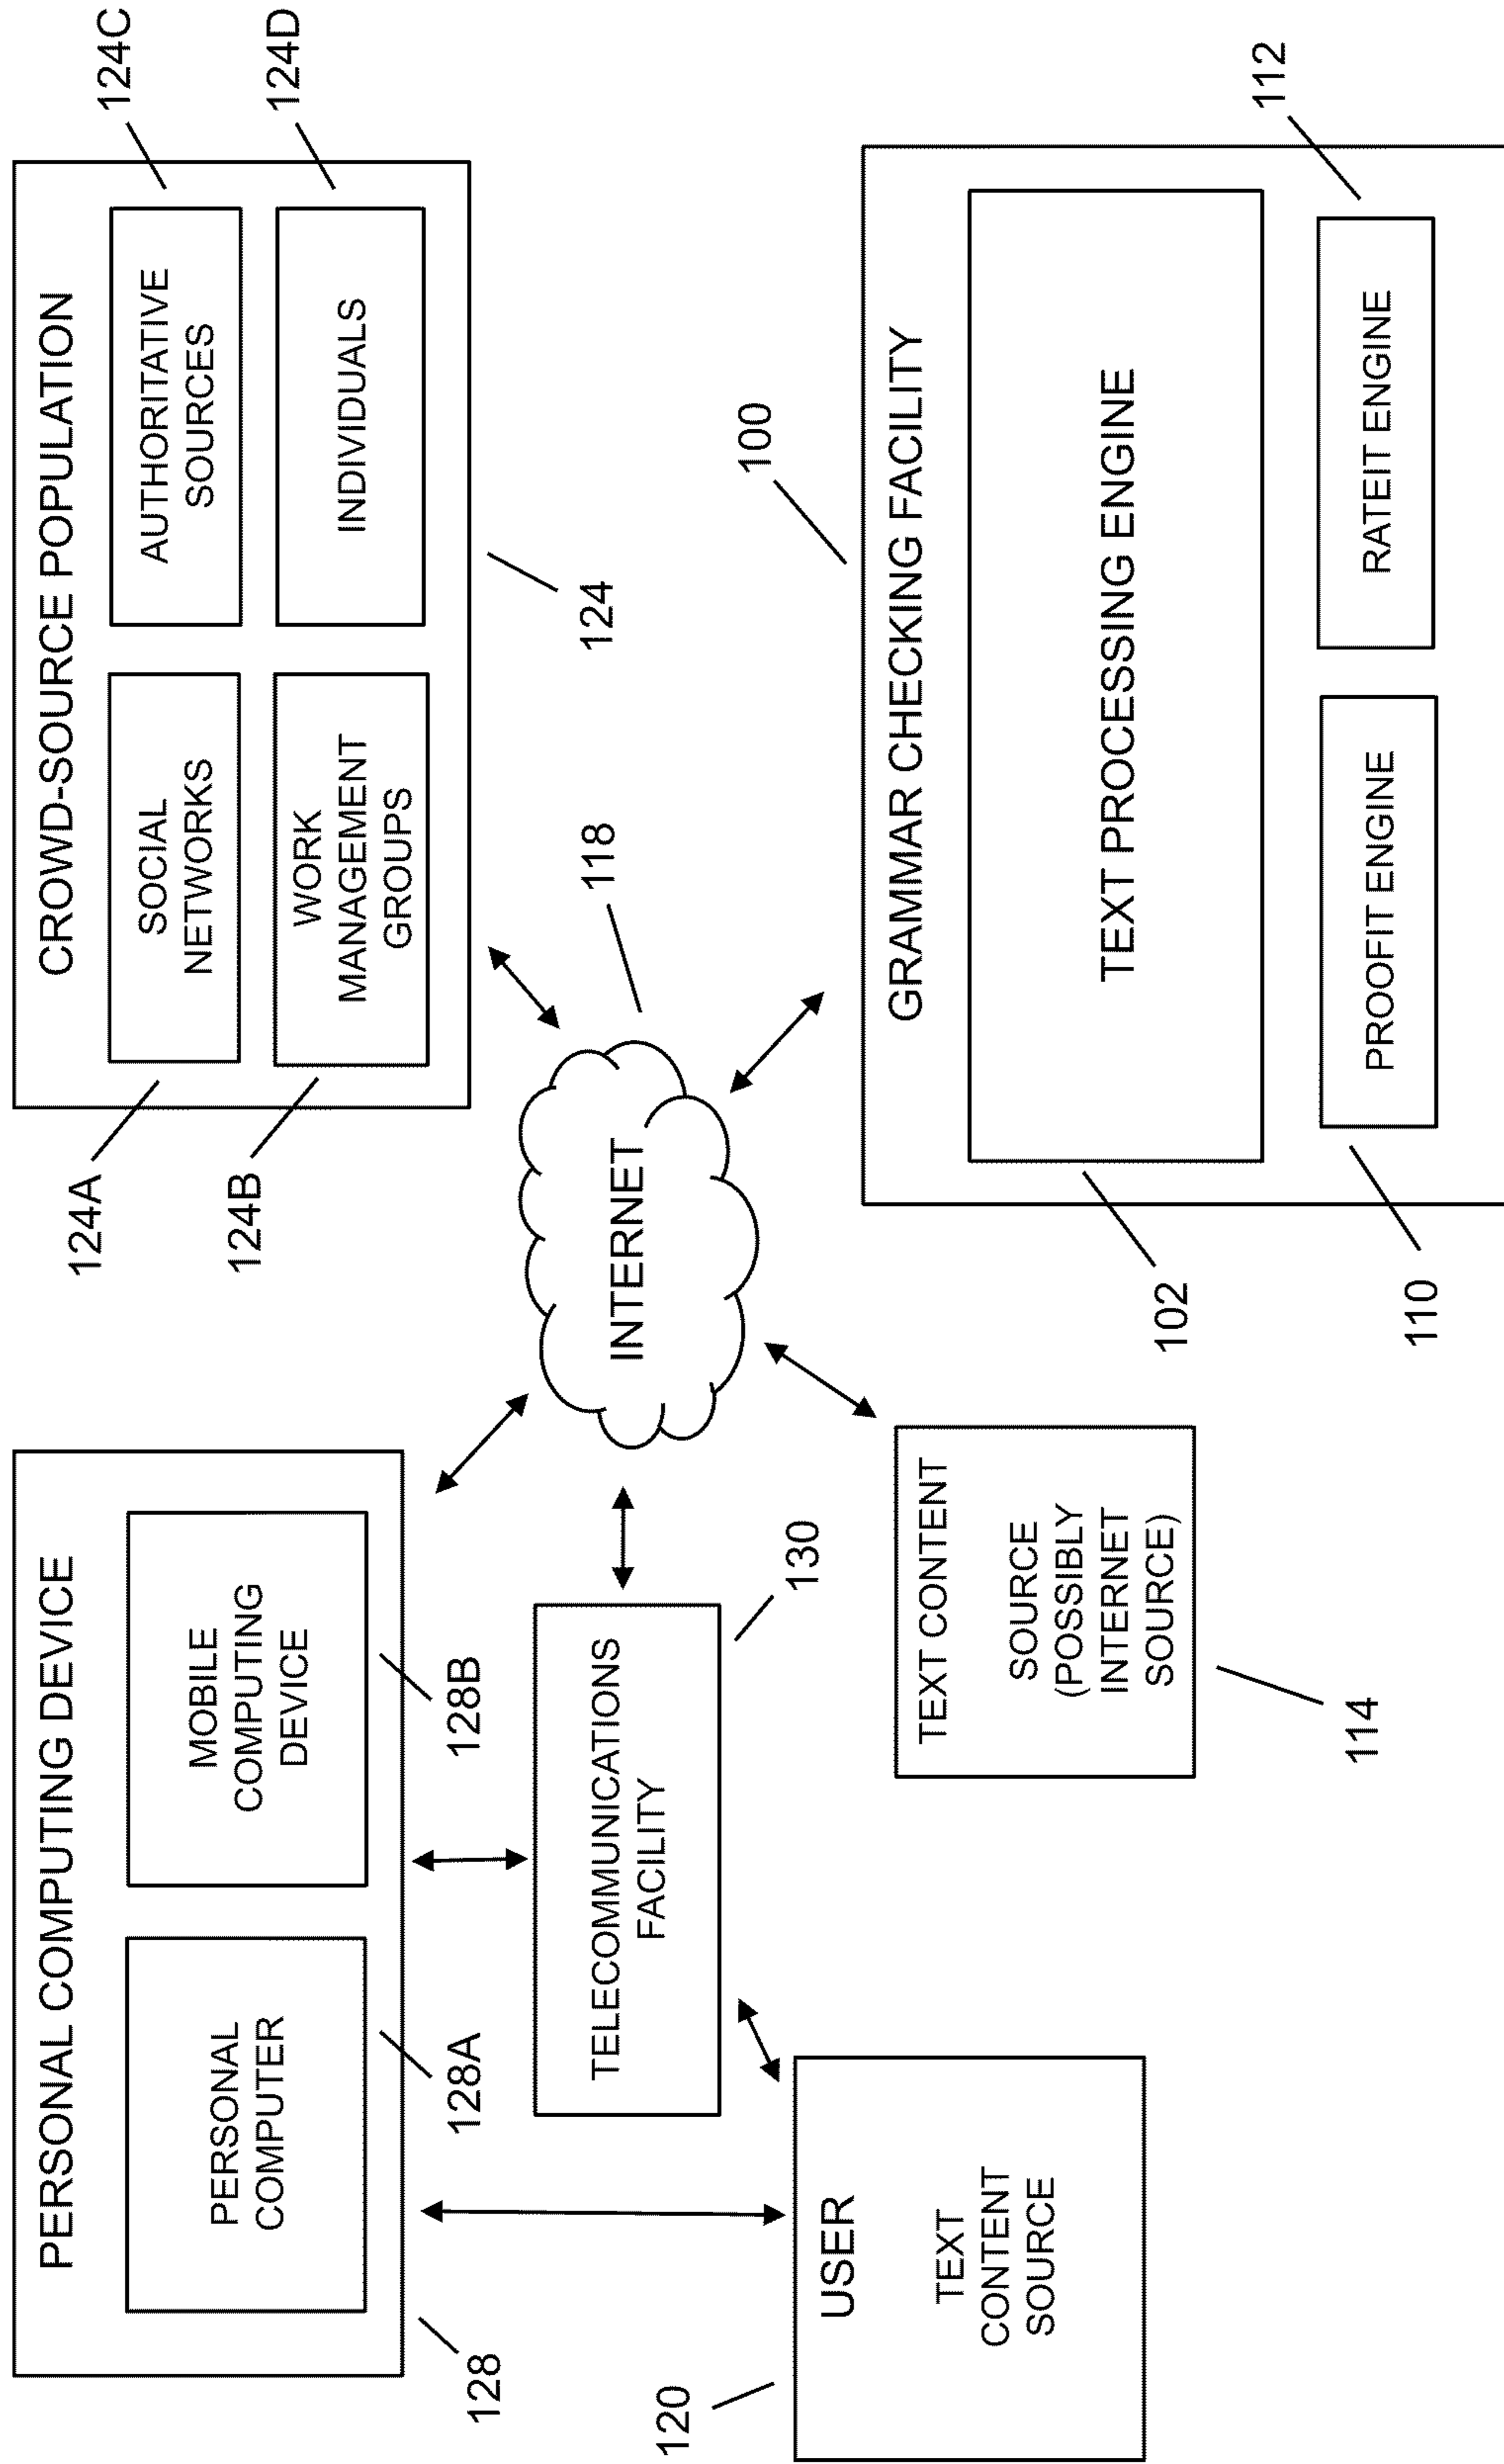 PERSONAL COMPUTING DEVICE
PERSONAL
COMPUTER
MOBILE
COMPUTING
DEVICE
128
128A
128B
CROWD-SOURCE POPULATION
SOCIAL
NETWORKS
AUTHORITATIVE
SOURCES
WORK
MANAGEMENT
GROUPS
INDIVIDUALS
124A
124B
124C
124D
124
TELECOMMUNICATIONS
FACILITY
130
INTERNET
118
USER
TEXT
CONTENT
SOURCE
120
TEXT CONTENT
SOURCE
(POSSIBLY
INTERNET
SOURCE)
114
GRAMMAR CHECKING FACILITY
100
TEXT PROCESSING ENGINE
102
PROOFIT ENGINE
110
RATEIT ENGINE
112